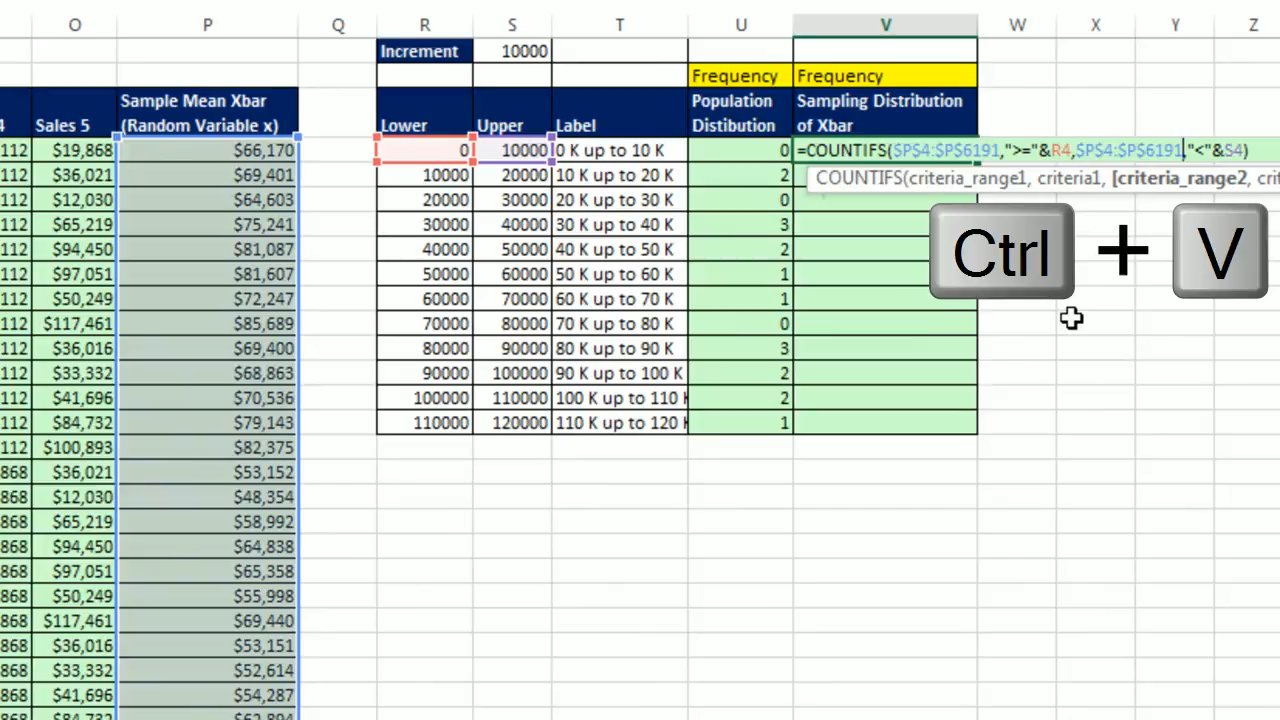 O P Q R S T U V W X Y Z
Increment 10000
Frequency Frequency
Sample Mean Xbar Population Sampling Distribution
4 Sales 5 (Random Variable x) Lower Upper Label Distibution of Xbar
112 $19,868 $66,170 0 10000 0 K up to 10 K 0 =COUNTIFS($P$4:$P$6191,">="&R4,$P$4:$P$6191,"<"&S4)
112 $36,021 $69,401 10000 20000 10 K up to 20 K 2 COUNTIFS(criteria_range1, criteria1, [criteria_range2, crit
112 $12,030 $64,603 20000 30000 20 K up to 30 K 0
112 $65,219 $75,241 30000 40000 30 K up to 40 K 3
112 $94,450 $81,087 40000 50000 40 K up to 50 K 2
112 $97,051 $81,607 50000 60000 50 K up to 60 K 1
112 $50,249 $72,247 60000 70000 60 K up to 70 K 1
112 $117,461 $85,689 70000 80000 70 K up to 80 K 0
112 $36,016 $69,400 80000 90000 80 K up to 90 K 3
112 $33,332 $68,863 90000 100000 90 K up to 100 K 2
112 $41,696 $70,536 100000 110000 100 K up to 110 K 2
112 $84,732 $79,143 110000 120000 110 K up to 120 K 1
112 $100,893 $82,375
868 $36,021 $53,152
868 $12,030 $48,354
868 $65,219 $58,992
868 $94,450 $64,838
868 $97,051 $65,358
868 $50,249 $55,998
868 $117,461 $69,440
868 $36,016 $53,151
868 $33,332 $52,614
868 $41,696 $54,287
868 $84,732 $62,894
Ctrl + V